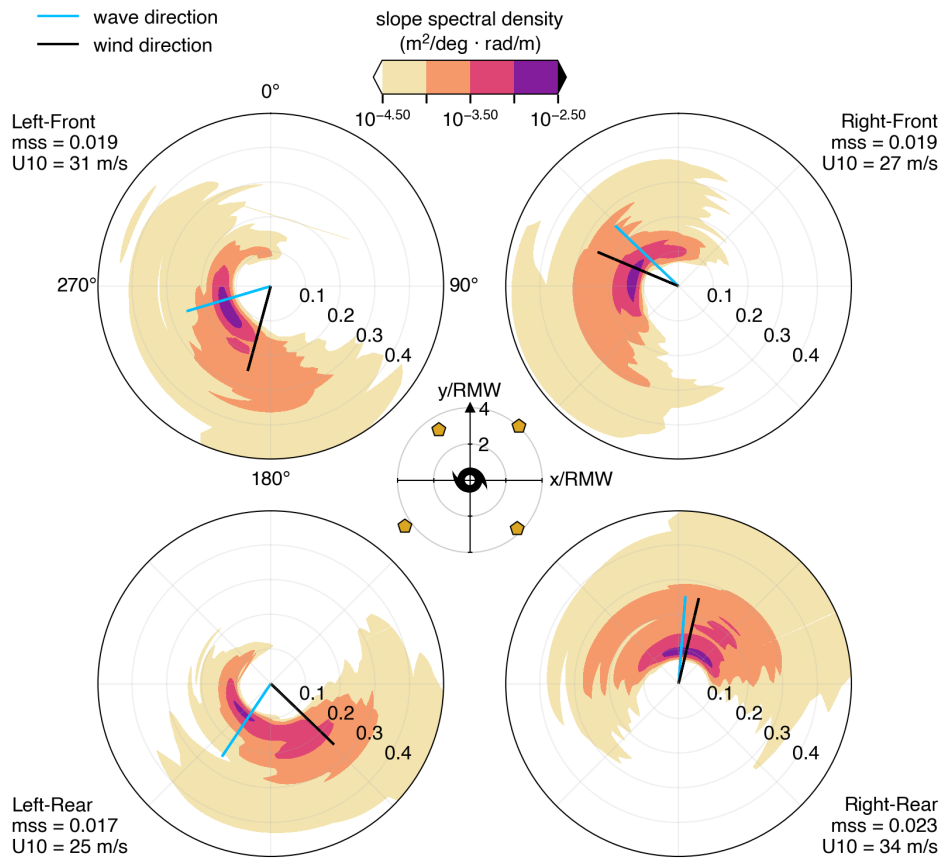 wave direction
wind direction
slope spectral density
(m²/deg · rad/m)
10⁻⁴·⁵⁰ 10⁻³·⁵⁰ 10⁻²·⁵⁰
Left-Front
mss = 0.019
U10 = 31 m/s
0°
270°
90°
180°
0.1
0.2
0.3
0.4
Right-Front
mss = 0.019
U10 = 27 m/s
0.1
0.2
0.3
0.4
y/RMW
4
2
x/RMW
Left-Rear
mss = 0.017
U10 = 25 m/s
0.1
0.2
0.3
0.4
Right-Rear
mss = 0.023
U10 = 34 m/s
0.1
0.2
0.3
0.4